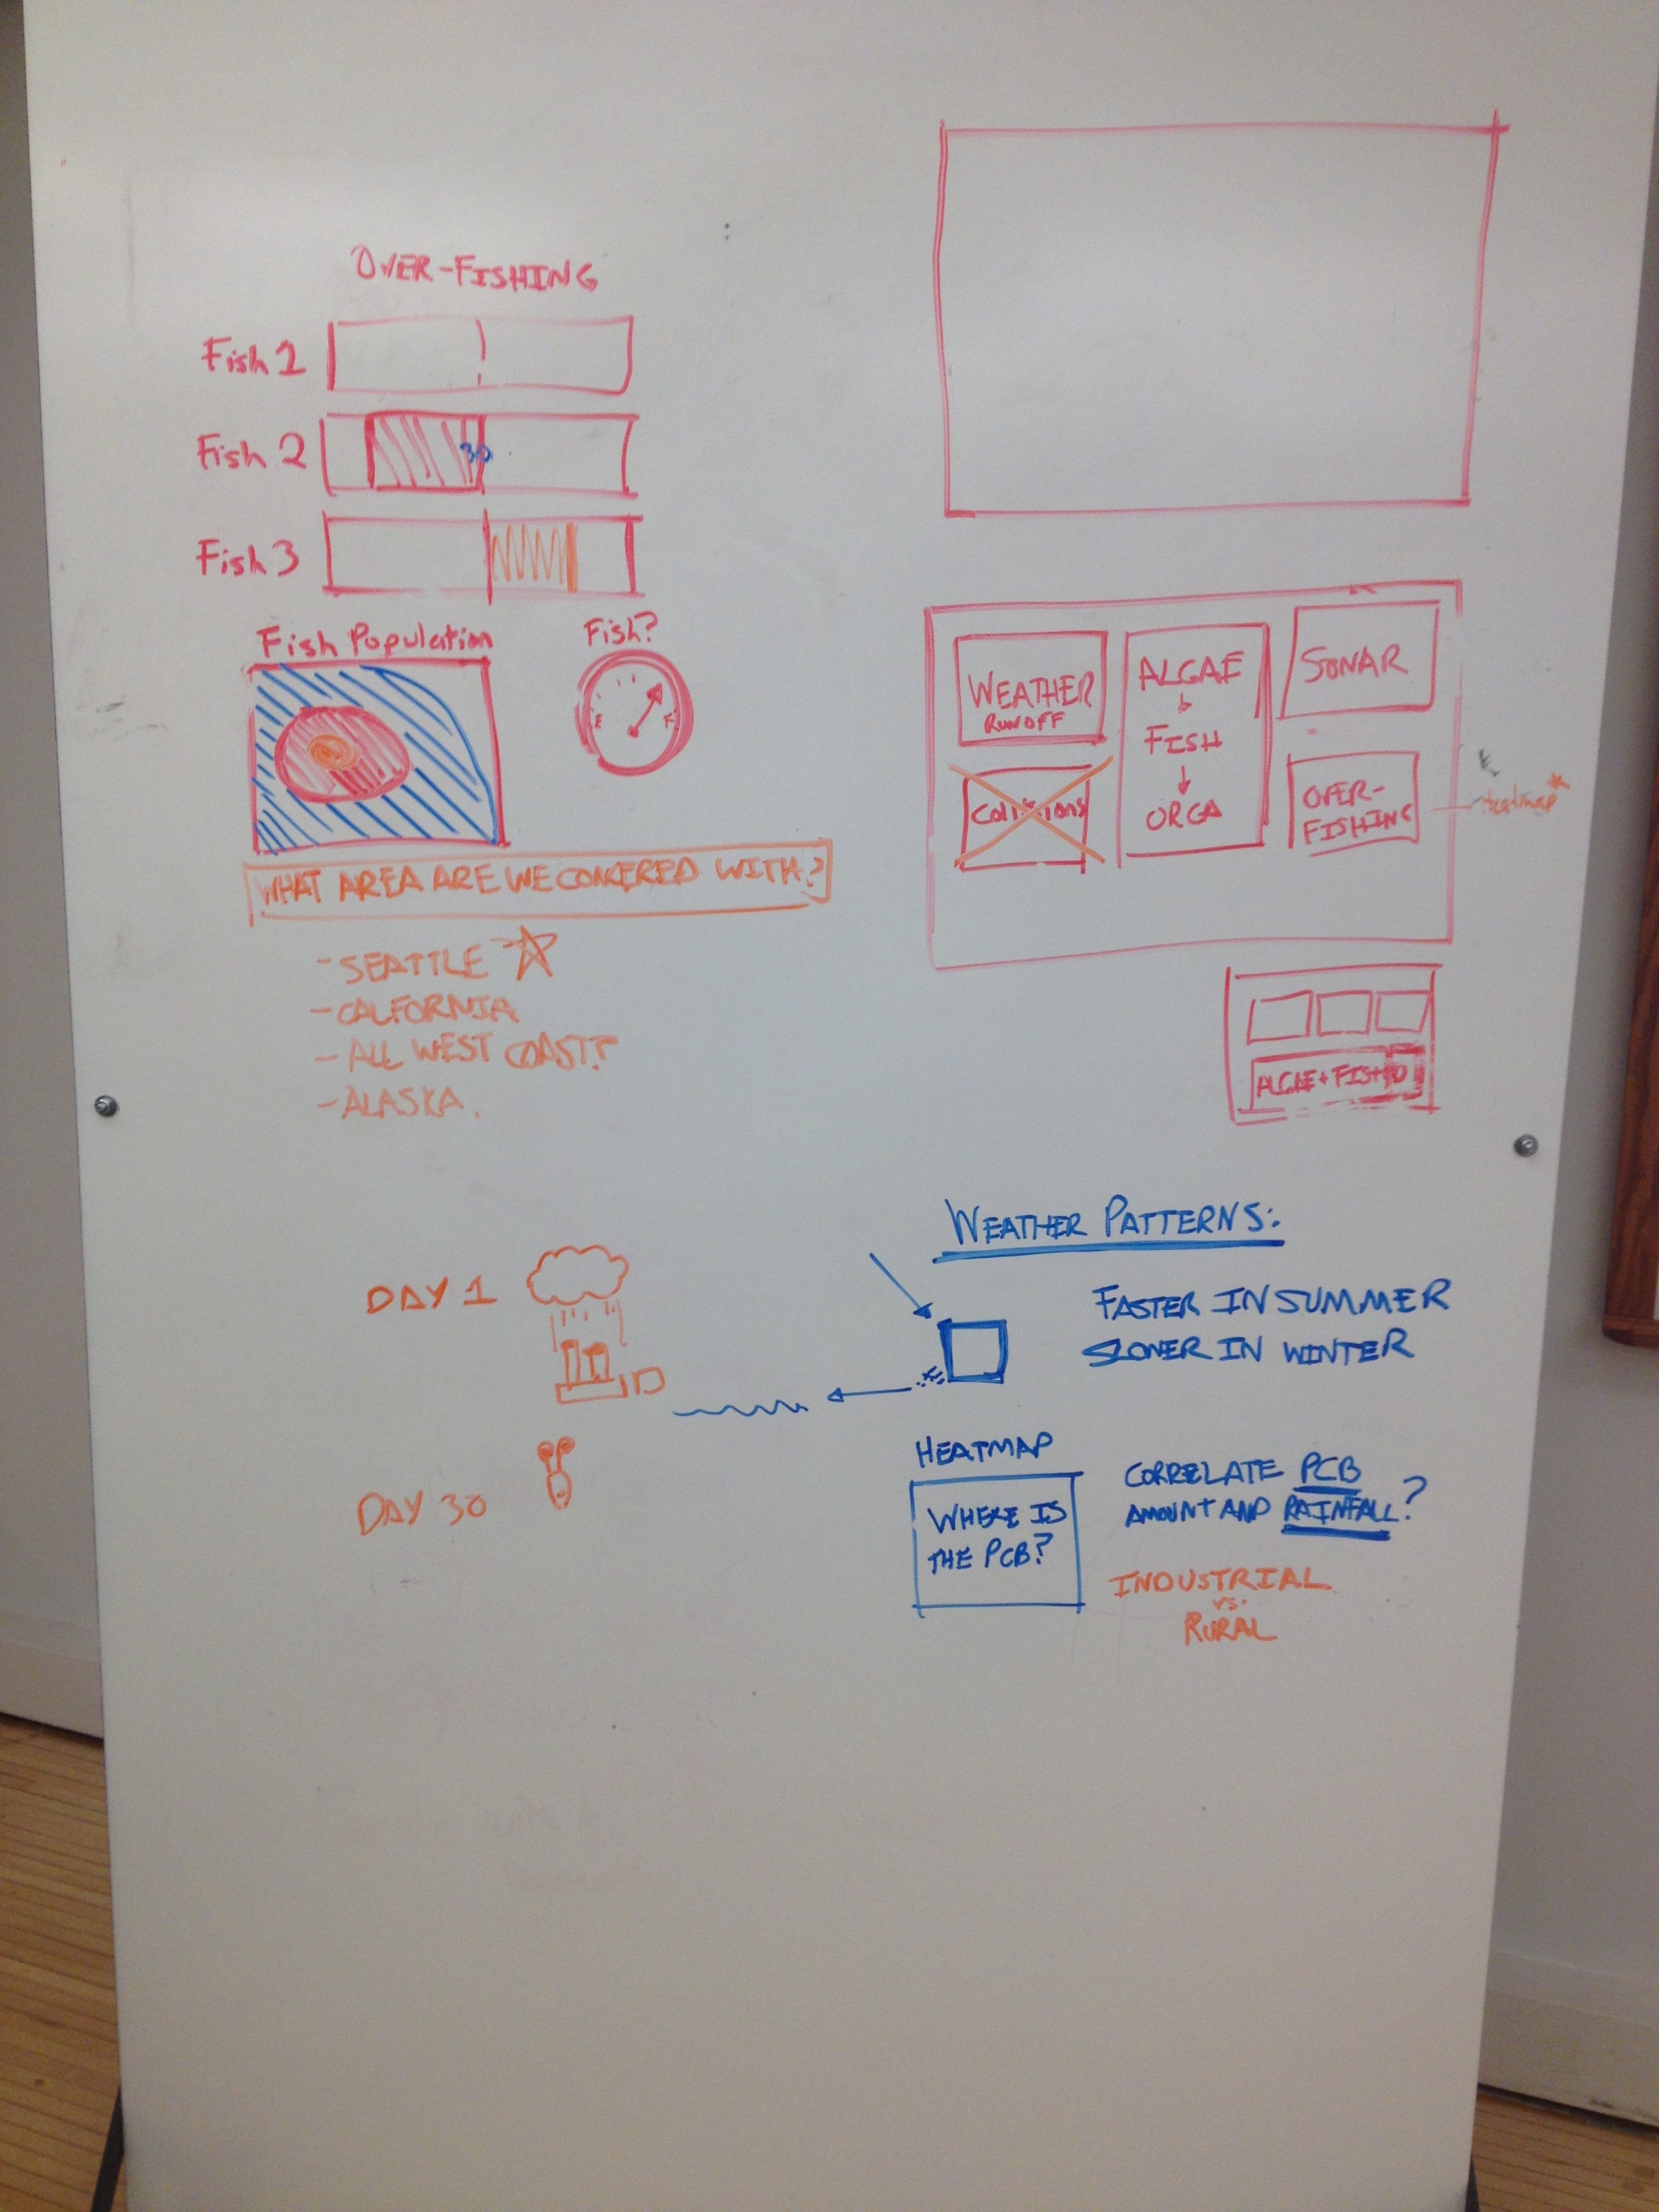 OVER-FISHING
Fish 1
Fish 2
30
Fish 3
Fish Population
Fish?
E F
WHAT AREA ARE WE CONCERED WITH?
- SEATTLE
- CALFORNIA
- ALL WEST COAST?
- ALASKA.
WEATHER
RUNOFF
Collisions
ALGAE
FISH
ORCA
SONAR
OVER-
FISHING
Heatmap*
ALGAE + FISH
DAY 1
DAY 30
WEATHER PATTERNS:
FASTER IN SUMMER
SLOWER IN WINTER
HEATMAP
WHERE IS
THE PCB?
CORRELATE PCB
AMOUNT AND RAINFALL?
INDUSTRIAL
vs.
RURAL